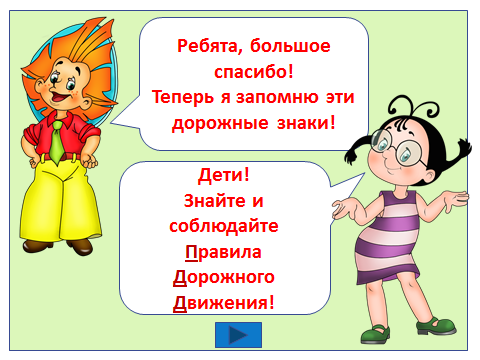 Ребята, большое
спасибо!
Теперь я запомню эти
дорожные знаки!
Дети!
Знайте и
соблюдайте
Правила
Дорожного
Движения!